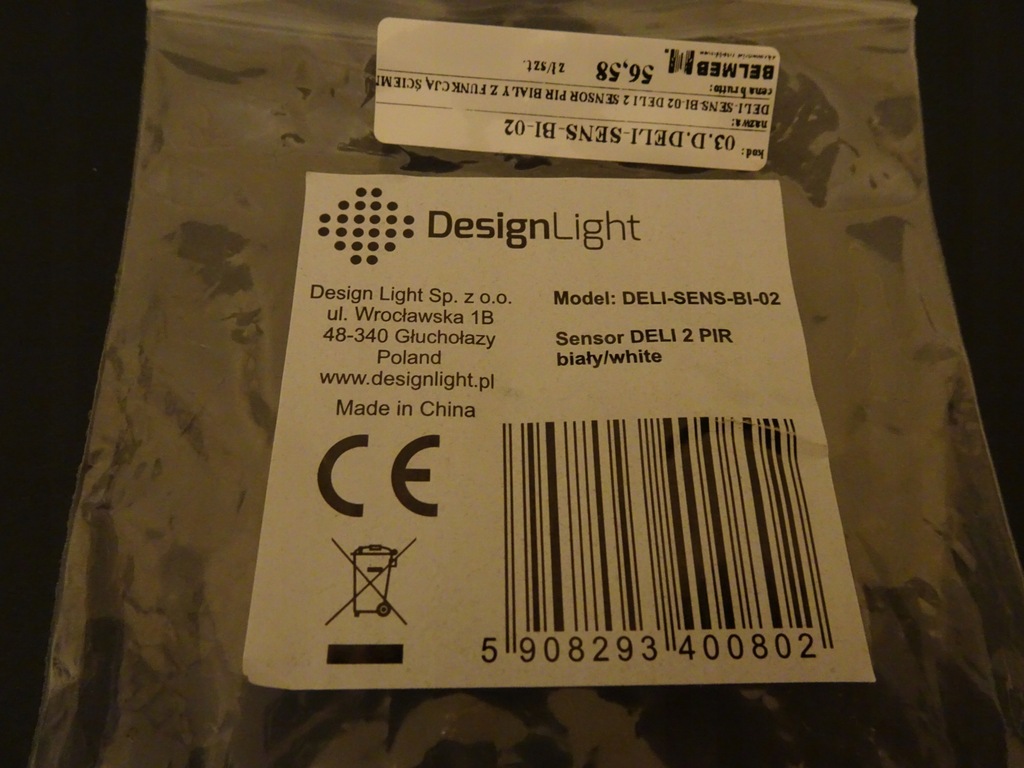 kod:
03.D.DELI-SENS-BI-02
nazwa:
DELI-SENS-BI-02 DELI 2 SENSOR PIR BIAŁY Z FUNKCJĄ ŚCIEM
cena brutto:
56,58 zł/szt.
BELMEB
DesignLight
Design Light Sp. z o.o.
ul. Wrocławska 1B
48-340 Głuchołazy
Poland
www.designlight.pl
Made in China
Model: DELI-SENS-BI-02
Sensor DELI 2 PIR
biały/white
CE
5 908293 400802